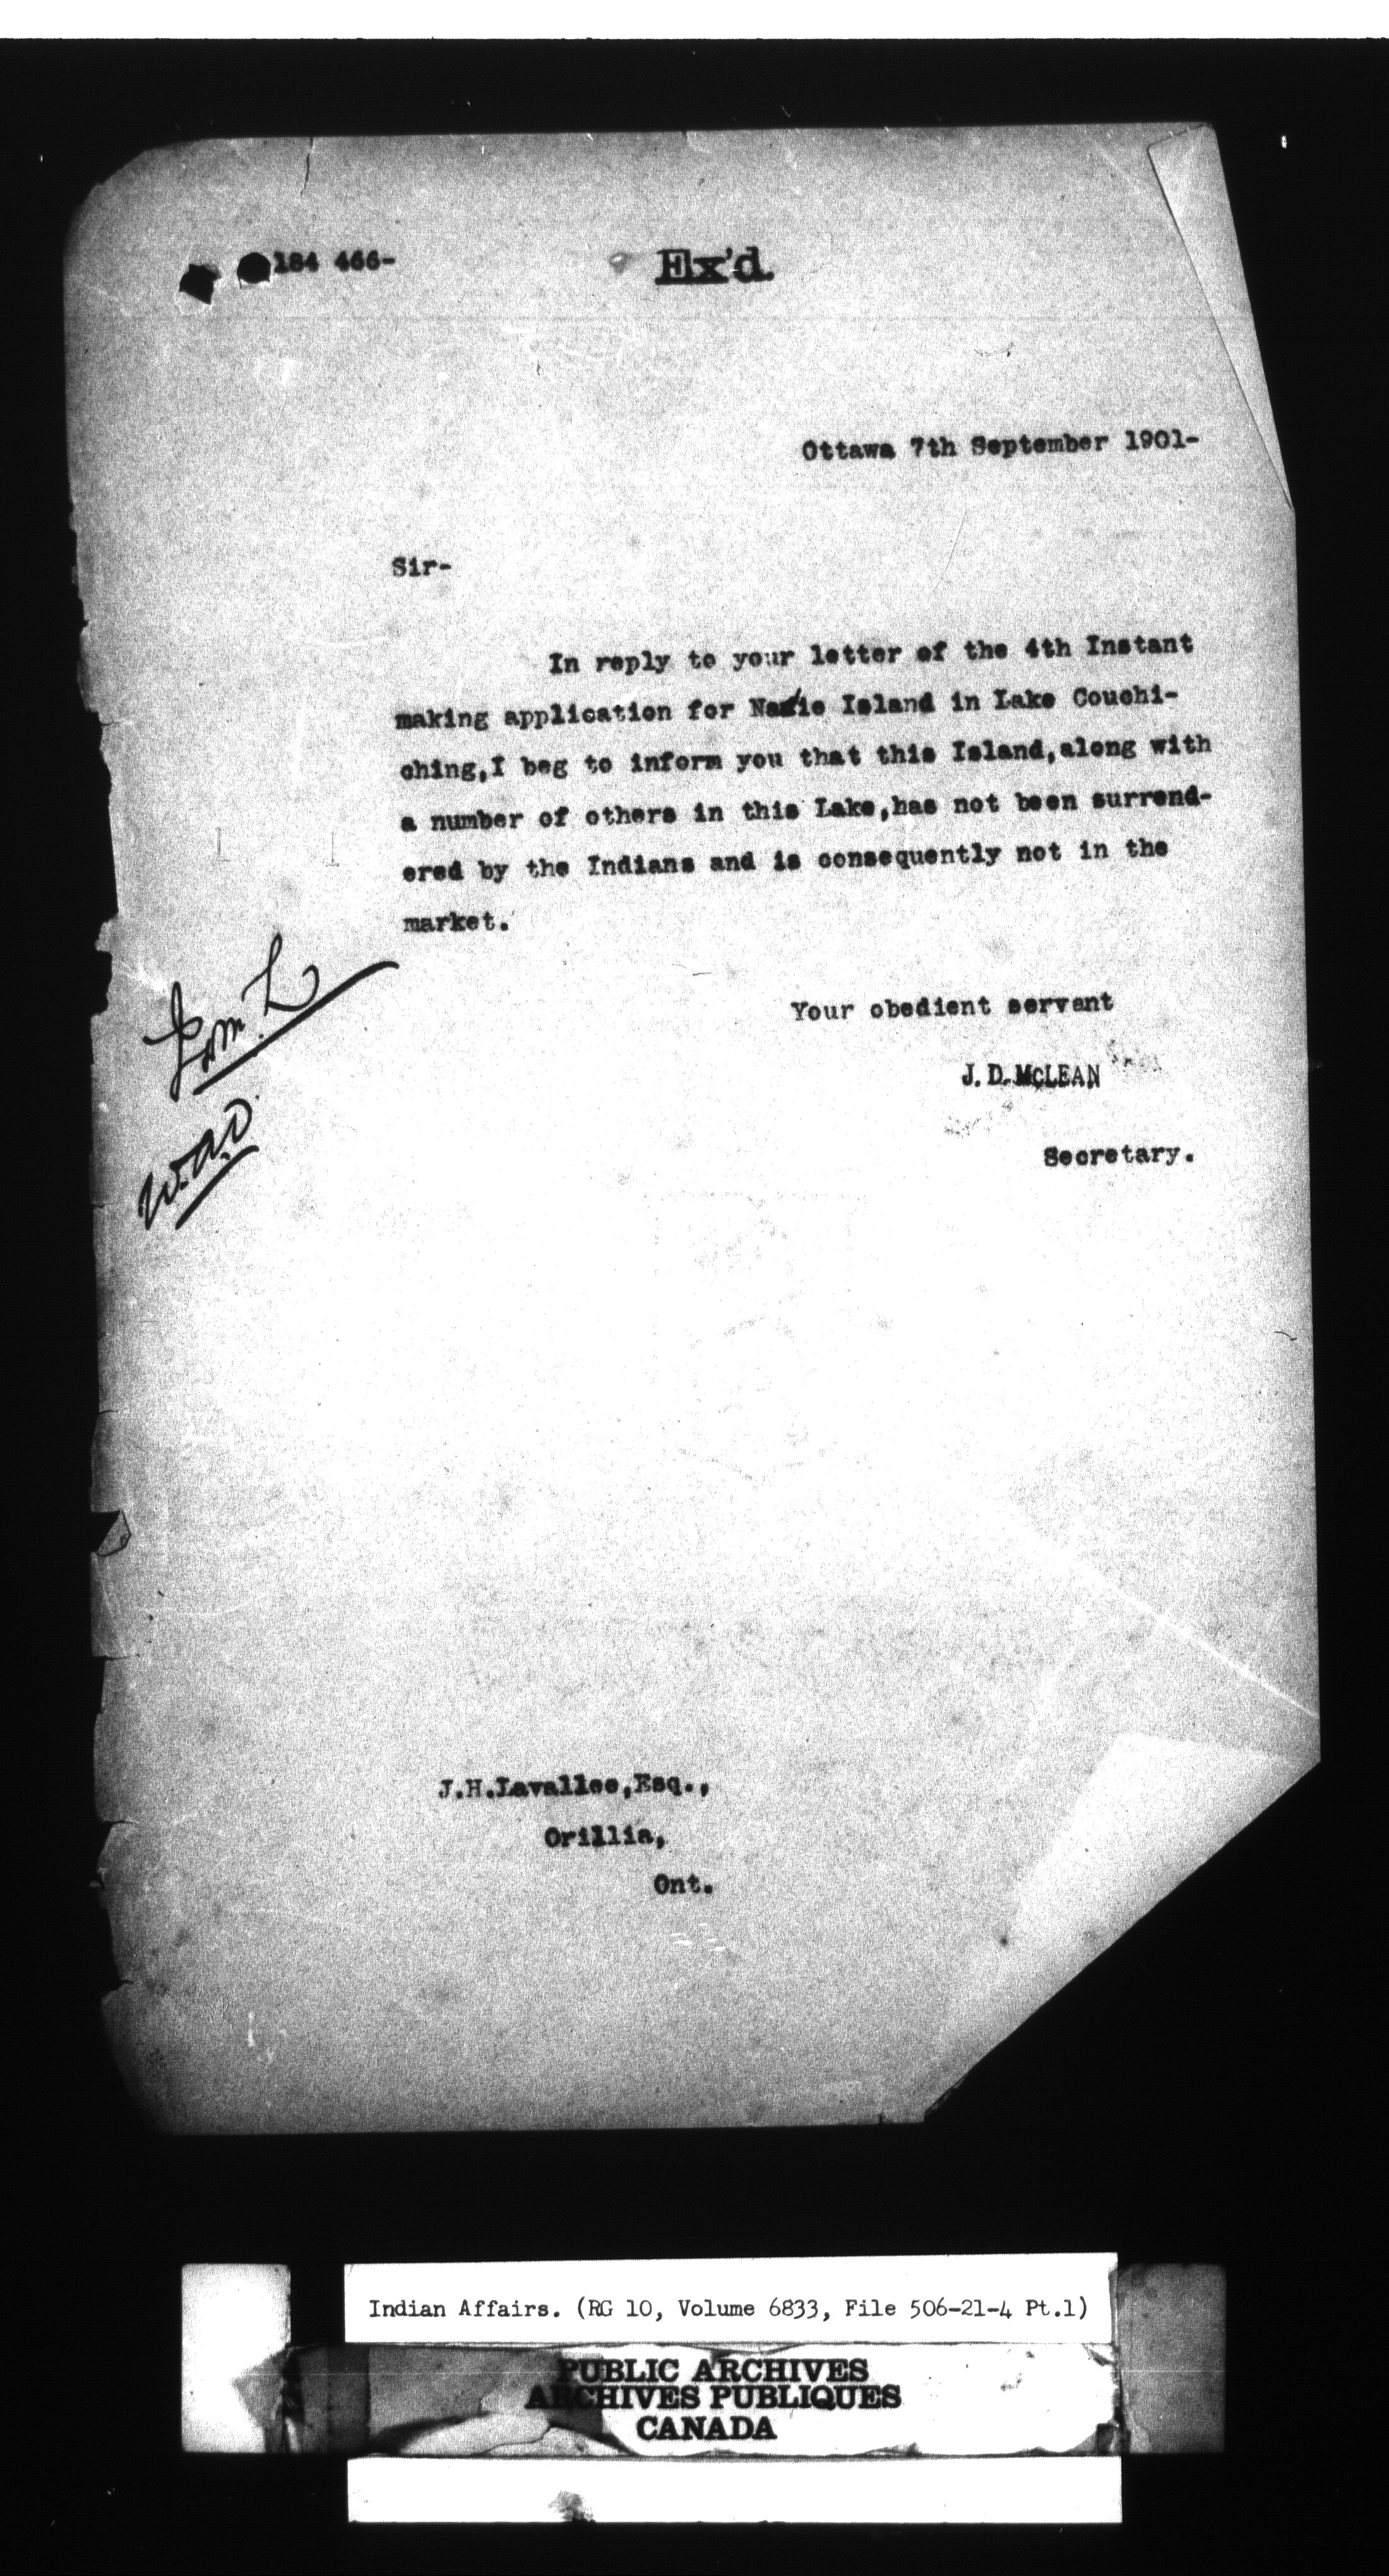 184 466-
Ex'd.
Ottawa 7th September 1901-
Sir-
In reply to your letter of the 4th Instant
making application for Island in Lake Couchi-
ching,I beg to inform you that this Island,along with
a number of others in this Lake,has not been surrend-
ered by the Indians and is consequently not in the
market.
Your obedient servant
J. D. McLEAN
Secretary.
W.A.O.
J.H.Lavallee,Esq.,
Orillia,
Ont.
Indian Affairs. (RG 10, Volume 6833, File 506-21-4 Pt.1)
PUBLIC ARCHIVES
ARCHIVES PUBLIQUES
CANADA